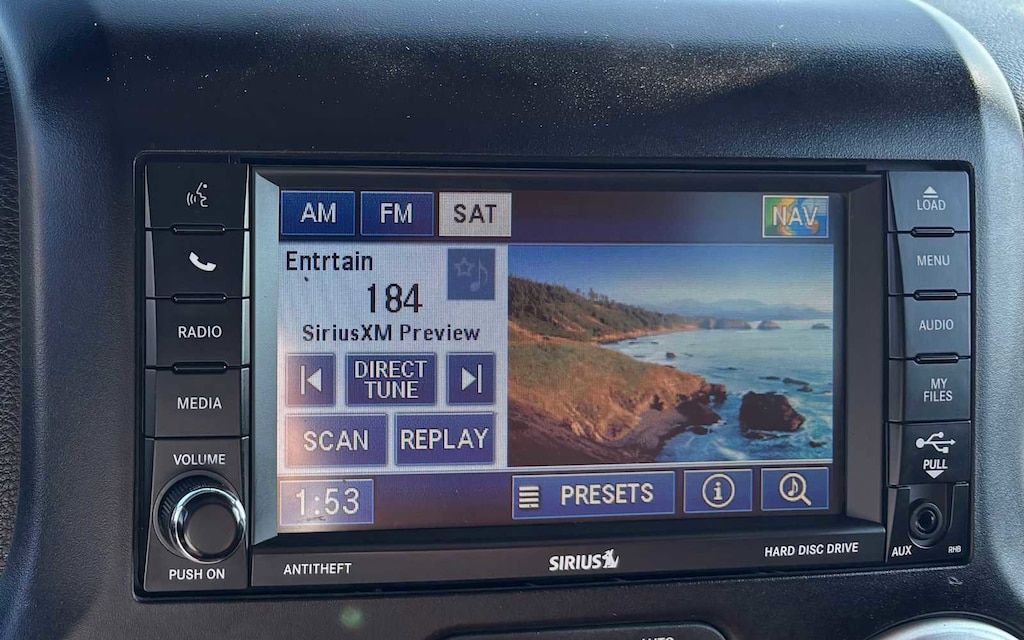 AM FM SAT NAV
LOAD
Entrtain
184
SiriusXM Preview
MENU
RADIO
AUDIO
DIRECT
TUNE
MEDIA
MY
FILES
SCAN REPLAY
VOLUME
PULL
1:53 PRESETS
PUSH ON
ANTITHEFT
SIRIUS
HARD DISC DRIVE
AUX
RHB
AUTO